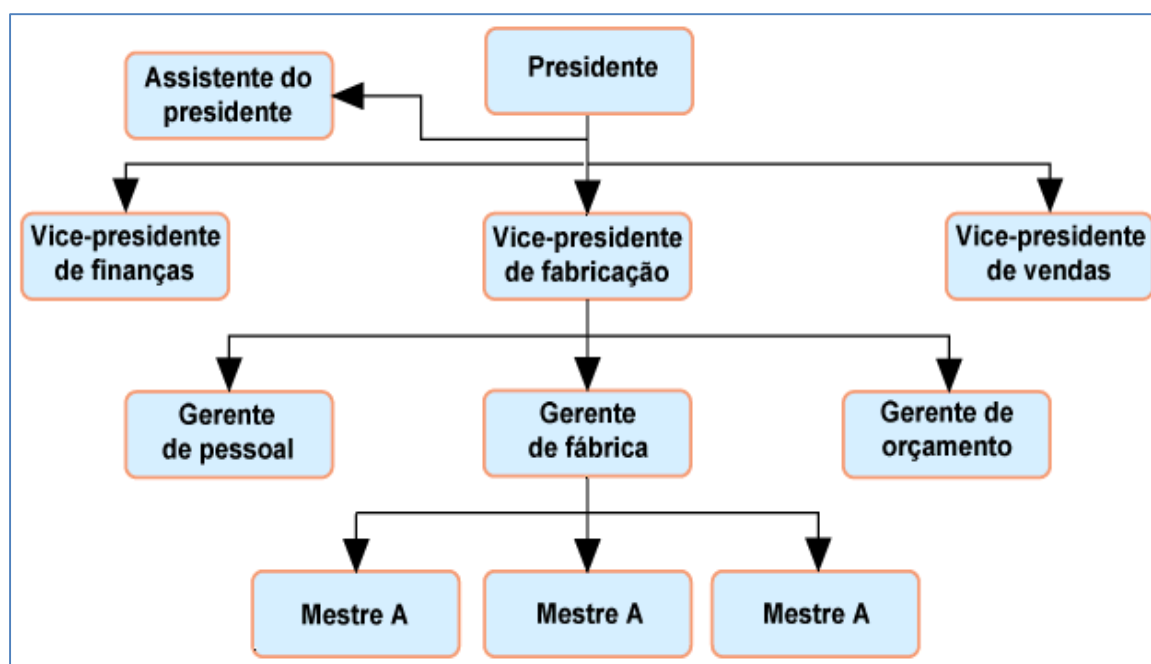 Presidente
Assistente do
presidente
Vice-presidente
de finanças
Vice-presidente
de fabricação
Vice-presidente
de vendas
Gerente
de pessoal
Gerente
de fábrica
Gerente de
orçamento
Mestre A
Mestre A
Mestre A